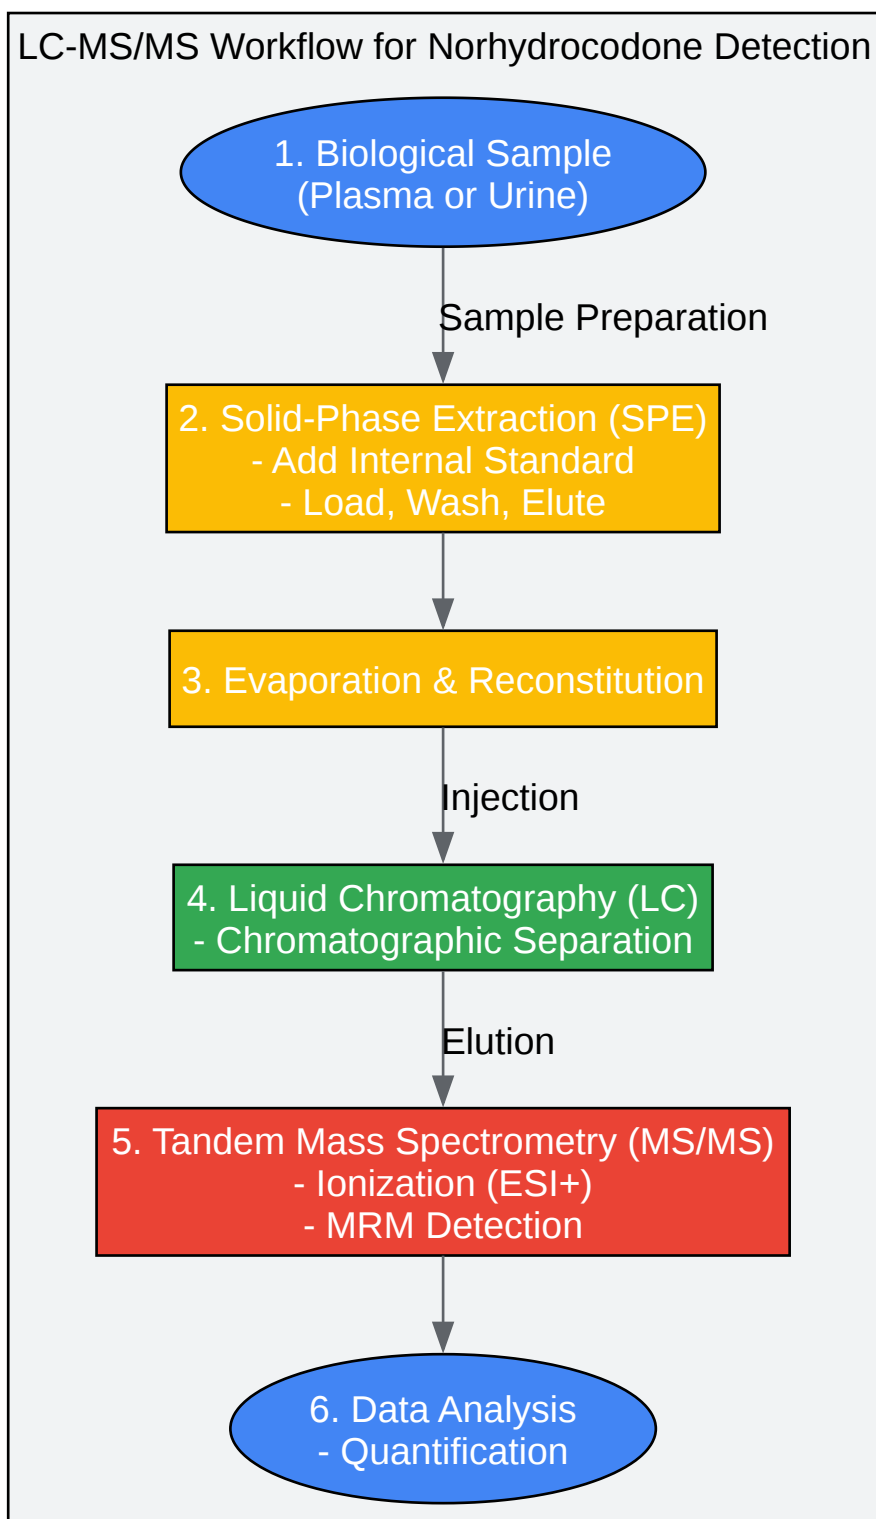 LC-MS/MS Workflow for Norhydrocodone Detection
1. Biological Sample
(Plasma or Urine)
Sample Preparation
2. Solid-Phase Extraction (SPE)
- Add Internal Standard
- Load, Wash, Elute
3. Evaporation & Reconstitution
Injection
4. Liquid Chromatography (LC)
- Chromatographic Separation
Elution
5. Tandem Mass Spectrometry (MS/MS)
- Ionization (ESI+)
- MRM Detection
6. Data Analysis
- Quantification